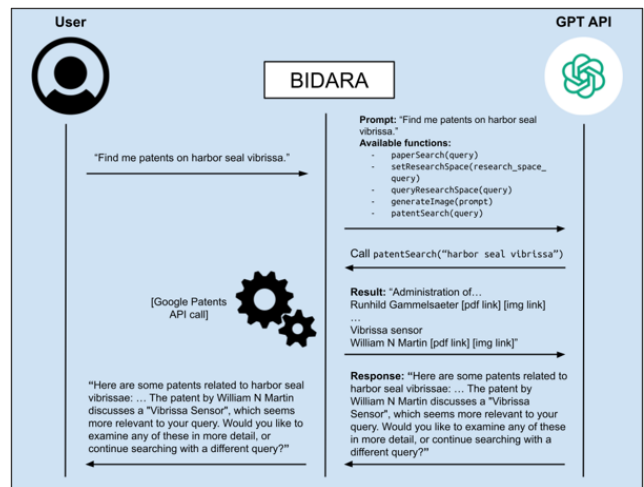 User
GPT API
BIDARA
Prompt: “Find me patents on harbor seal
vibrissa.”
Available functions:
- paperSearch(query)
- setResearchSpace(research_space_
query)
- queryResearchSpace(query)
- generateImage(prompt)
- patentSearch(query)
“Find me patents on harbor seal vibrissa.”
Call patentSearch(“harbor seal vibrissa”)
[Google Patents
API call]
Result: “Administration of…
Runhild Gammelsaeter [pdf link] [img link]
…
Vibrissa sensor
William N Martin [pdf link] [img link]”
"Here are some patents related to harbor seal
vibrissae: … The patent by William N Martin
discusses a "Vibrissa Sensor", which seems
more relevant to your query. Would you like to
examine any of these in more detail, or
continue searching with a different query?"
Response: "Here are some patents related to
harbor seal vibrissae: … The patent by
William N Martin discusses a "Vibrissa
Sensor", which seems more relevant to your
query. Would you like to examine any of these
in more detail, or continue searching with a
different query?"